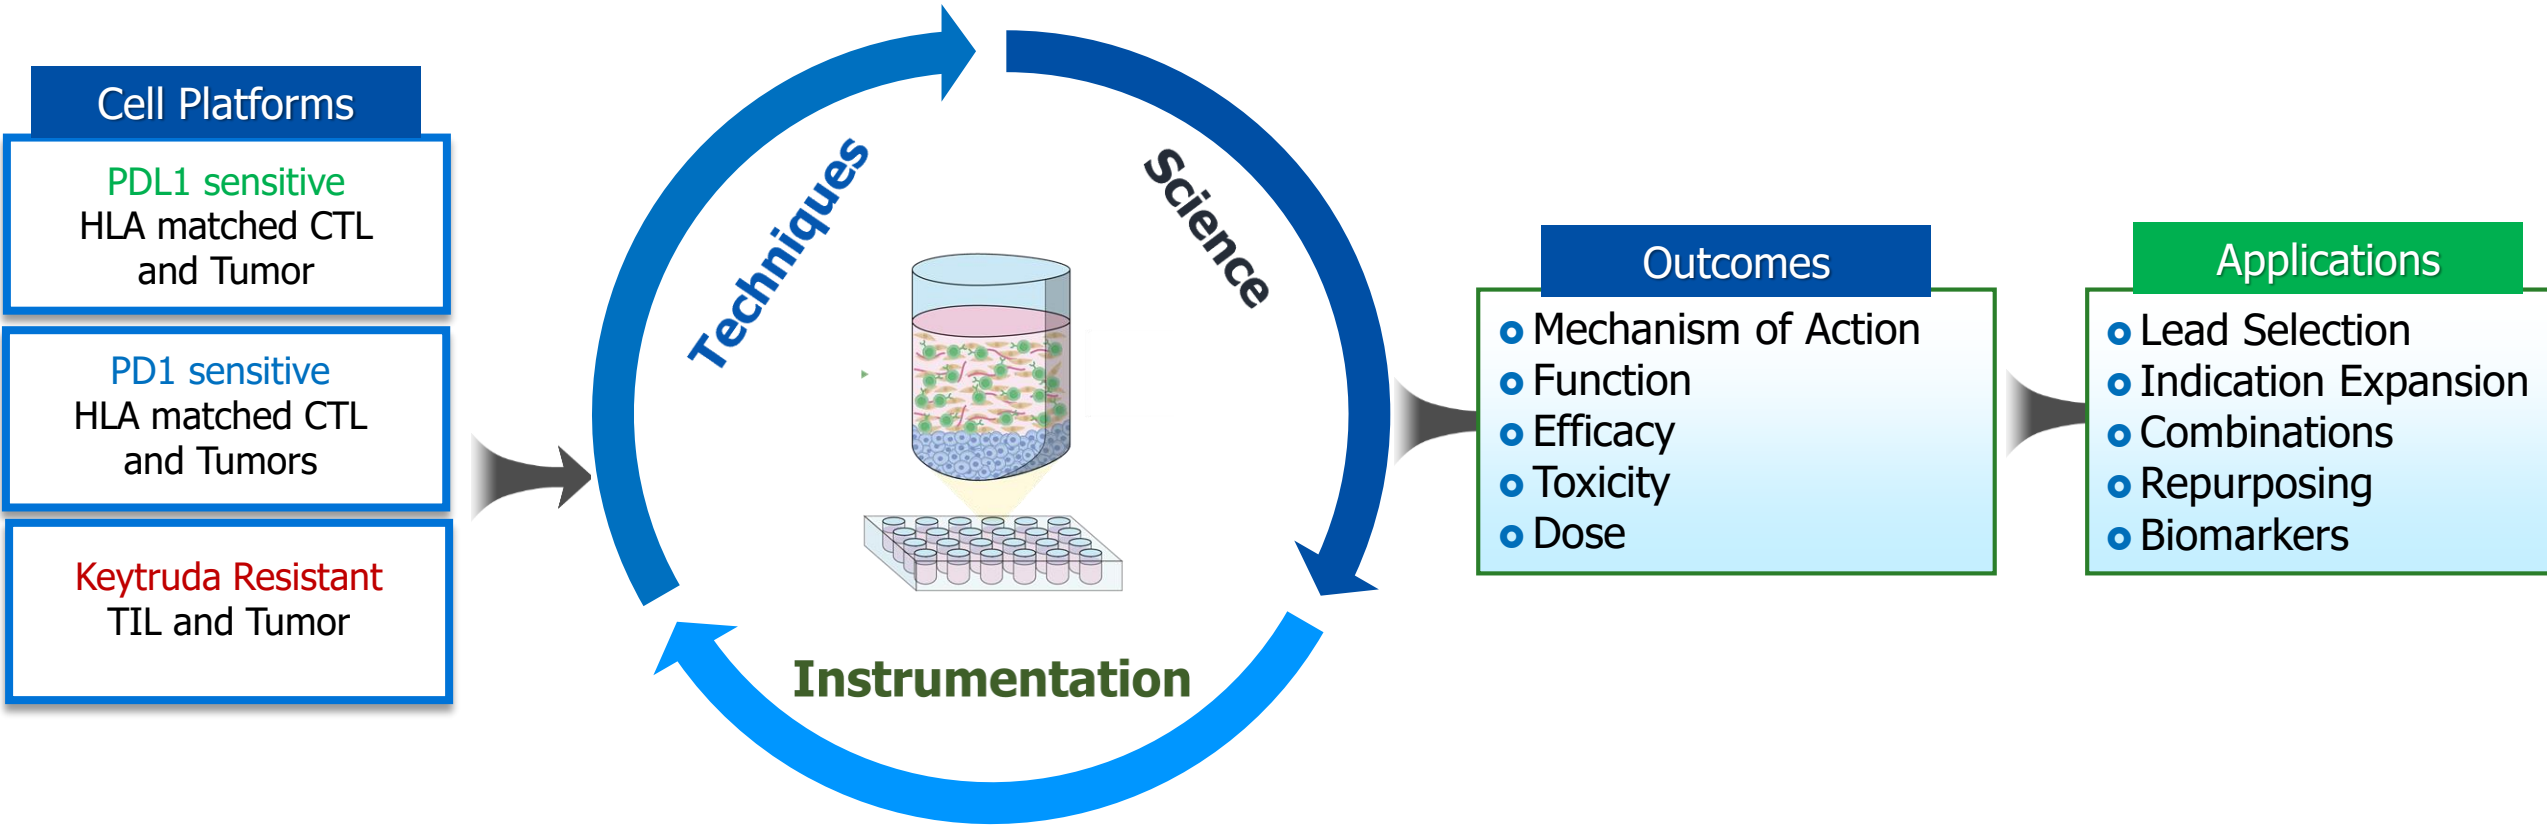 Cell Platforms
PDL1 sensitive
HLA matched CTL
and Tumor
PD1 sensitive
HLA matched CTL
and Tumors
Keytruda Resistant
TIL and Tumor
Techniques
Science
Instrumentation
Outcomes
Mechanism of Action
Function
Efficacy
Toxicity
Dose
Applications
Lead Selection
Indication Expansion
Combinations
Repurposing
Biomarkers